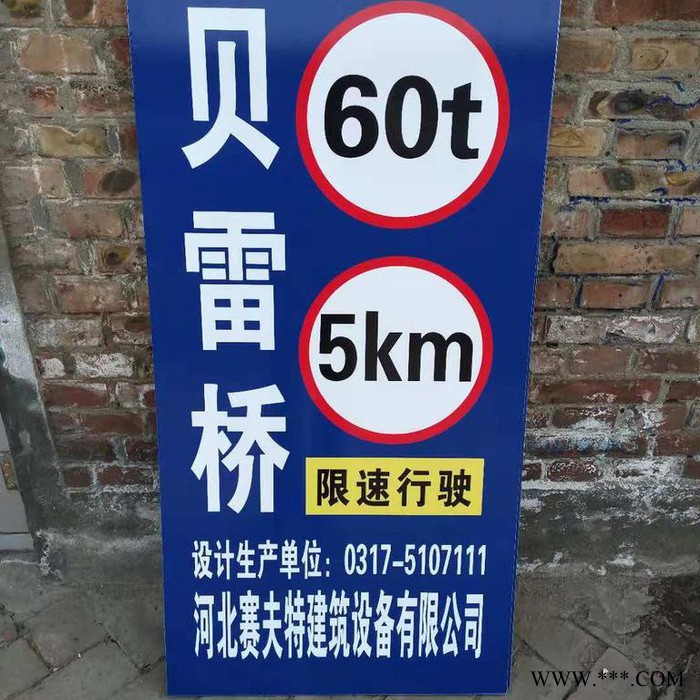 贝雷桥
60t
5km
限速行驶
设计生产单位：0317-5107111
河北赛夫特建筑设备有限公司
WWW.***.COM